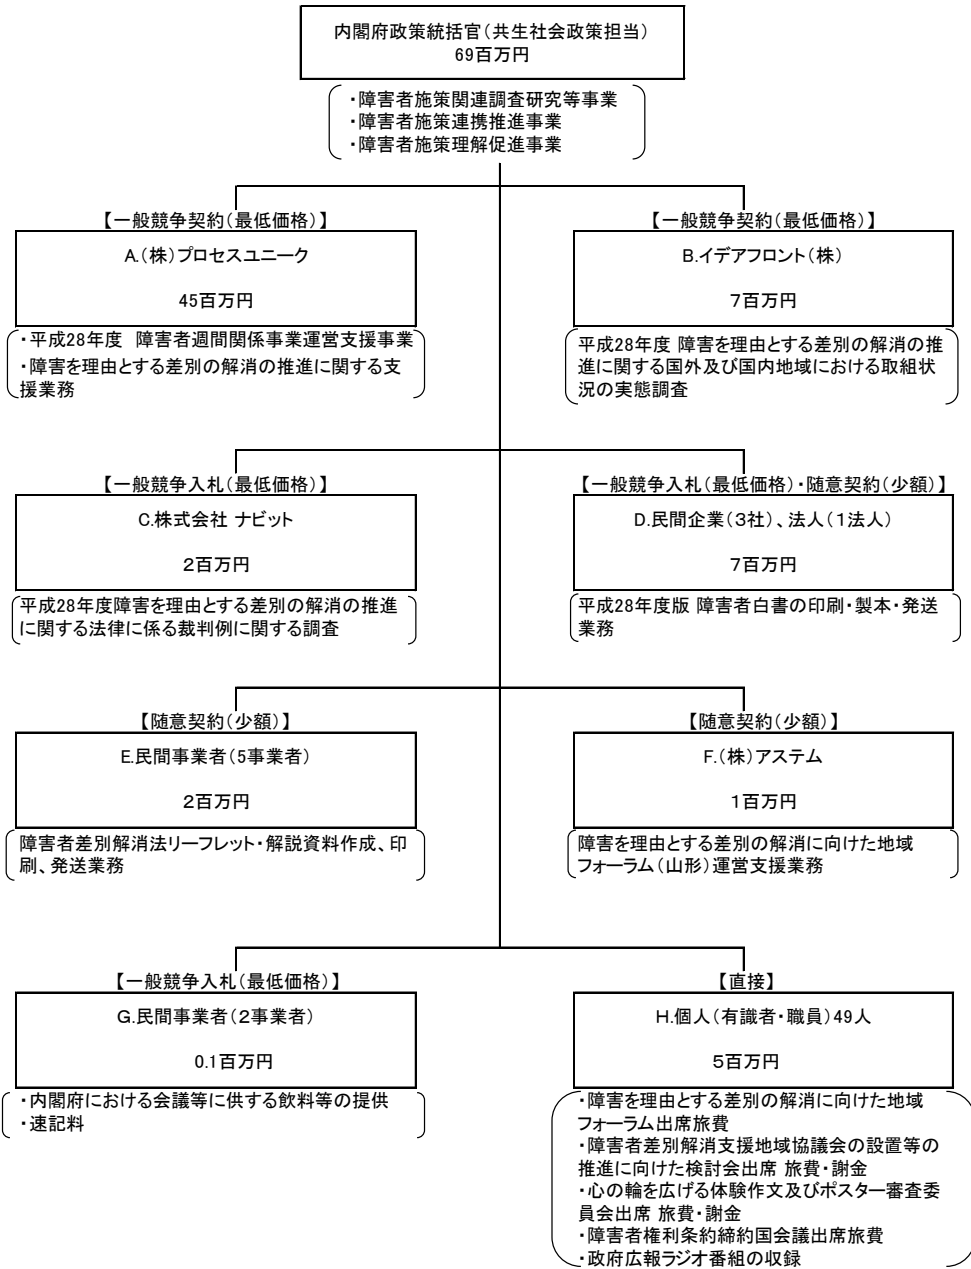 内閣府政策統括官（共生社会政策担当）
69百万円
・障害者施策関連調査研究等事業
・障害者施策連携推進事業
・障害者施策理解促進事業
【一般競争契約（最低価格）】
A.（株）プロセスユニーク
45百万円
・平成28年度　障害者週間関係事業運営支援事業
・障害を理由とする差別の解消の推進に関する支
援業務
【一般競争契約（最低価格）】
B.イデアフロント（株）
7百万円
平成28年度 障害を理由とする差別の解消の推
進に関する国外及び国内地域における取組状
況の実態調査
【一般競争入札（最低価格）】
C.株式会社 ナビット
２百万円
平成28年度障害を理由とする差別の解消の推進
に関する法律に係る裁判例に関する調査
【一般競争入札（最低価格）・随意契約（少額）】
D.民間企業（３社）、法人（１法人）
７百万円
平成28年度版 障害者白書の印刷・製本・発送
業務
【随意契約（少額）】
E.民間事業者（5事業者）
２百万円
障害者差別解消法リーフレット・解説資料作成、印
刷、発送業務
【随意契約（少額）】
F.（株）アステム
１百万円
障害を理由とする差別の解消に向けた地域
フォーラム（山形）運営支援業務
【一般競争入札（最低価格）】
G.民間事業者（２事業者）
0.1百万円
・内閣府における会議等に供する飲料等の提供
・速記料
【直接】
H.個人（有識者・職員）49人
５百万円
・障害を理由とする差別の解消に向けた地域
フォーラム出席旅費
・障害者差別解消支援地域協議会の設置等の
推進に向けた検討会出席 旅費・謝金
・心の輪を広げる体験作文及びポスター審査委
員会出席 旅費・謝金
・障害者権利条約締約国会議出席旅費
・政府広報ラジオ番組の収録